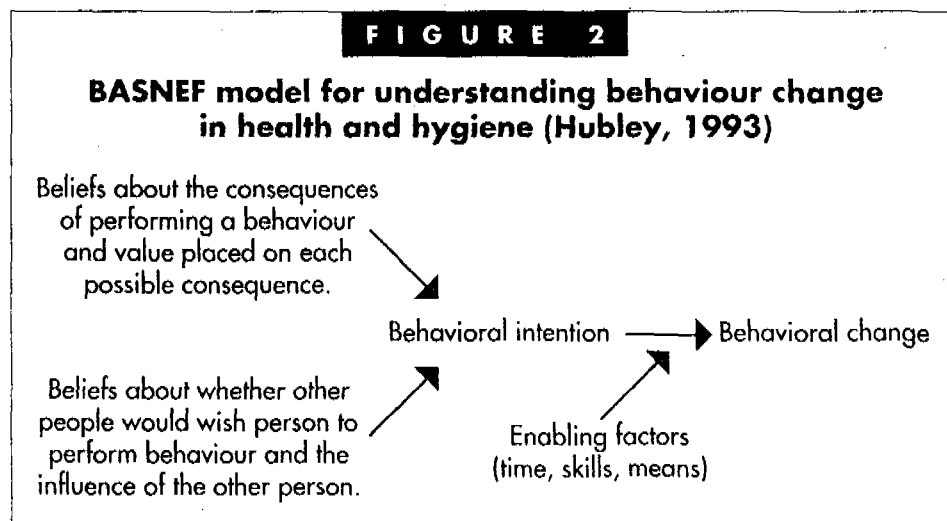 FIGURE 2
BASNEF model for understanding behaviour change
in health and hygiene (Hubley, 1993)
Beliefs about the consequences
of performing a behaviour
and value placed on each
possible consequence.
Behavioral intention
Behavioral change
Beliefs about whether other
people would wish person to
perform behaviour and the
influence of the other person.
Enabling factors
(time, skills, means)